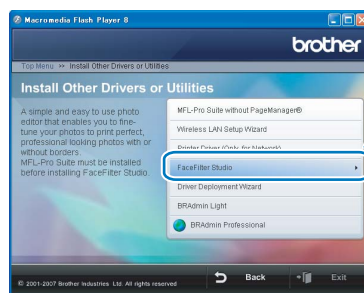 Macromedia Flash Player 8
brother
Top Menu >> Install Other Drivers or Utilities
Install Other Drivers or Utilities
A simple and easy to use photo
editor that enables you to fine-
tune your photos to print perfect,
professional looking photos with or
without borders.
MFL-Pro Suite must be installed
before installing FaceFilter Studio.
MFL-Pro Suite without PageManager®
Wireless LAN Setup Wizard
Printer Driver (Only for Network)
FaceFilter Studio
Driver Deployment Wizard
BRAdmin Light
BRAdmin Professional
© 2001-2007 Brother Industries Ltd. All rights reserved
Back
Exit